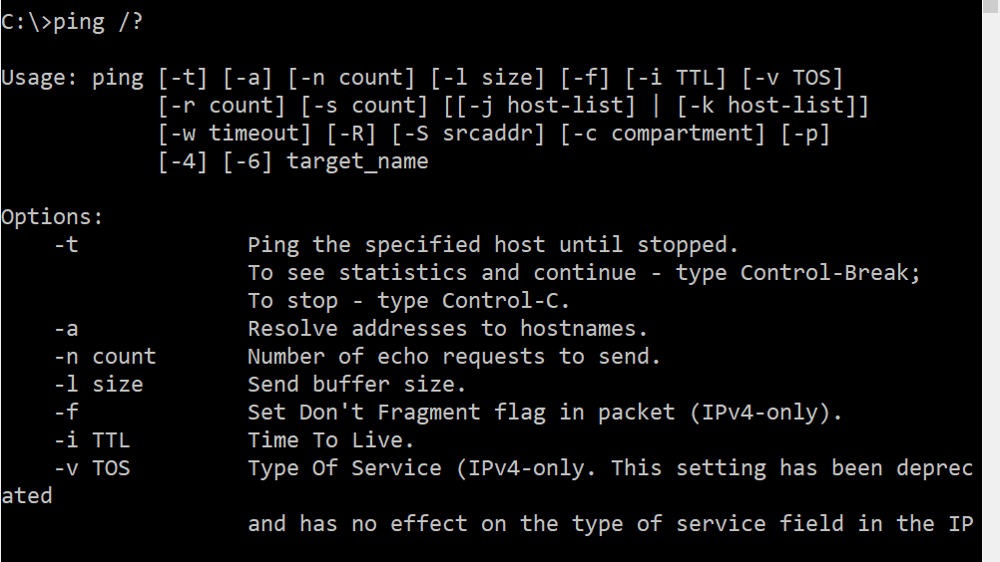 C:\>ping /?
Usage: ping [-t] [-a] [-n count] [-l size] [-f] [-i TTL] [-v TOS]
[-r count] [-s count] [[-j host-list] | [-k host-list]]
[-w timeout] [-R] [-S srcaddr] [-c compartment] [-p]
[-4] [-6] target_name
Options:
-t Ping the specified host until stopped.
To see statistics and continue - type Control-Break;
To stop - type Control-C.
-a Resolve addresses to hostnames.
-n count Number of echo requests to send.
-l size Send buffer size.
-f Set Don't Fragment flag in packet (IPv4-only).
-i TTL Time To Live.
-v TOS Type Of Service (IPv4-only. This setting has been deprec
ated
and has no effect on the type of service field in the IP